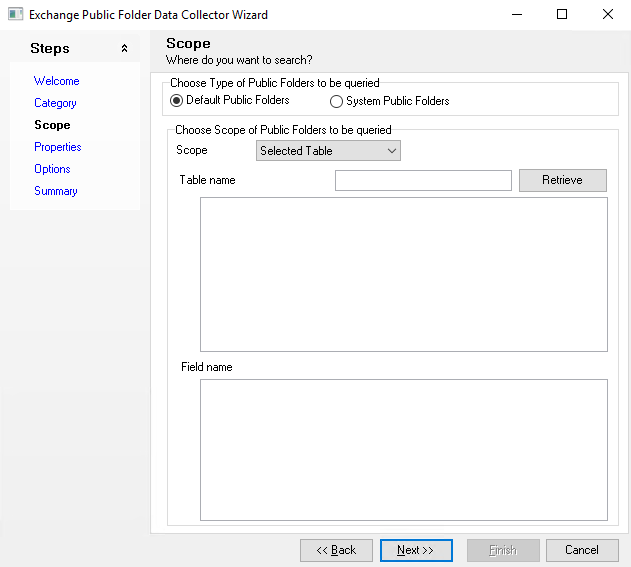 Exchange Public Folder Data Collector Wizard
Steps
Welcome
Category
Scope
Properties
Options
Summary
Scope
Where do you want to search?
Choose Type of Public Folders to be queried
Default Public Folders
System Public Folders
Choose Scope of Public Folders to be queried
Scope
Selected Table
Table name
Retrieve
Field name
<< Back
Next >>
Finish
Cancel